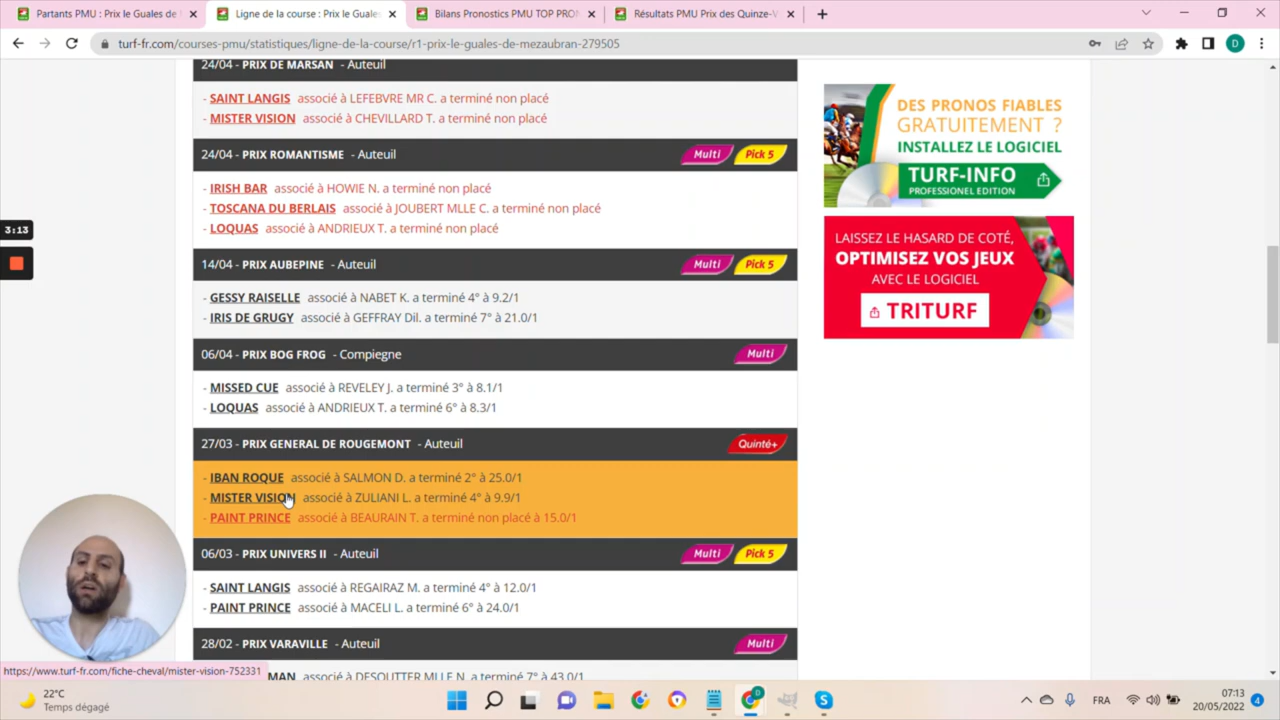 Partants PMU : Prix le Guales de
Ligne de la course : Prix le Guale
Bilans Pronostics PMU TOP PRON
Résultats PMU Prix des Quinze-V
turf-fr.com/courses-pmu/statistiques/ligne-de-la-course/r1-prix-le-guales-de-mezaubran-279505
D
24/04 - PRIX DE MARSAN - Auteuil
- SAINT LANGIS associé à LEFEBVRE MR C. a terminé non placé
- MISTER VISION associé à CHEVILLARD T. a terminé non placé
24/04 - PRIX ROMANTISME - Auteuil Multi Pick 5
- IRISH BAR associé à HOWIE N. a terminé non placé
- TOSCANA DU BERLAIS associé à JOUBERT MLLE C. a terminé non placé
- LOQUAS associé à ANDRIEUX T. a terminé non placé
14/04 - PRIX AUBEPINE - Auteuil Multi Pick 5
- GESSY RAISELLE associé à NABET K. a terminé 4° à 9.2/1
- IRIS DE GRUGY associé à GEFFRAY Dil. a terminé 7° à 21.0/1
06/04 - PRIX BOG FROG - Compiegne Multi
- MISSED CUE associé à REVELEY J. a terminé 3° à 8.1/1
- LOQUAS associé à ANDRIEUX T. a terminé 6° à 8.3/1
27/03 - PRIX GENERAL DE ROUGEMONT - Auteuil Quinté+
- IBAN ROQUE associé à SALMON D. a terminé 2° à 25.0/1
- MISTER VISION associé à ZULIANI L. a terminé 4° à 9.9/1
- PAINT PRINCE associé à BEAURAIN T. a terminé non placé à 15.0/1
06/03 - PRIX UNIVERS II - Auteuil Multi Pick 5
- SAINT LANGIS associé à REGAIRAZ M. a terminé 4° à 12.0/1
- PAINT PRINCE associé à MACELI L. a terminé 6° à 24.0/1
28/02 - PRIX VARAVILLE - Auteuil Multi
MAN associé à DESOUTTER MLLE N. a terminé 7° à 43.0/1
DES PRONOS FIABLES
GRATUITEMENT ?
INSTALLEZ LE LOGICIEL
TURF-INFO
PROFESSIONEL EDITION
LAISSEZ LE HASARD DE COTÉ,
OPTIMISEZ VOS JEUX
AVEC LE LOGICIEL
TRITURF
3:13
https://www.turf-fr.com/fiche-cheval/mister-vision-752331
22°C
Temps dégagé
D
FRA
07:13
20/05/2022
4